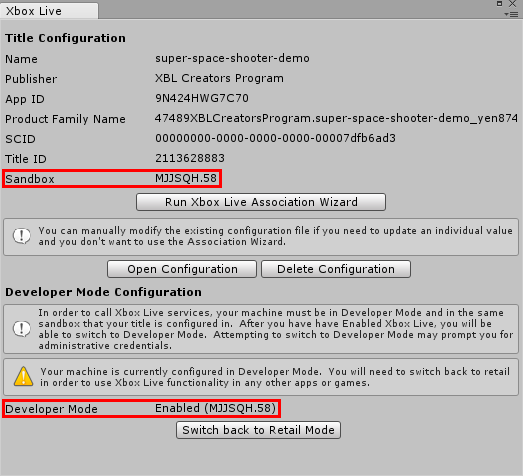 Xbox Live
Title Configuration
Name super-space-shooter-demo
Publisher XBL Creators Program
App ID 9N424HWG7C70
Product Family Name 47489XBLCreatorsProgram.super-space-shooter-demo_yen874
SCID 00000000-0000-0000-0000-00007dfb6ad3
Title ID 2113628883
Sandbox MJJSQH.58
Run Xbox Live Association Wizard
You can manually modify the existing configuration file if you need to update an individual value
and you don't want to use the Association Wizard.
Open Configuration Delete Configuration
Developer Mode Configuration
In order to call Xbox Live services, your machine must be in Developer Mode and in the same
sandbox that your title is configured in. After you have have Enabled Xbox Live, you will be
able to switch to Developer Mode. Attempting to switch to Developer Mode may prompt you for
administrative credentials.
Your machine is currently configured in Developer Mode. You will need to switch back to retail
in order to use Xbox Live functionality in any other apps or games.
Developer Mode Enabled (MJJSQH.58)
Switch back to Retail Mode